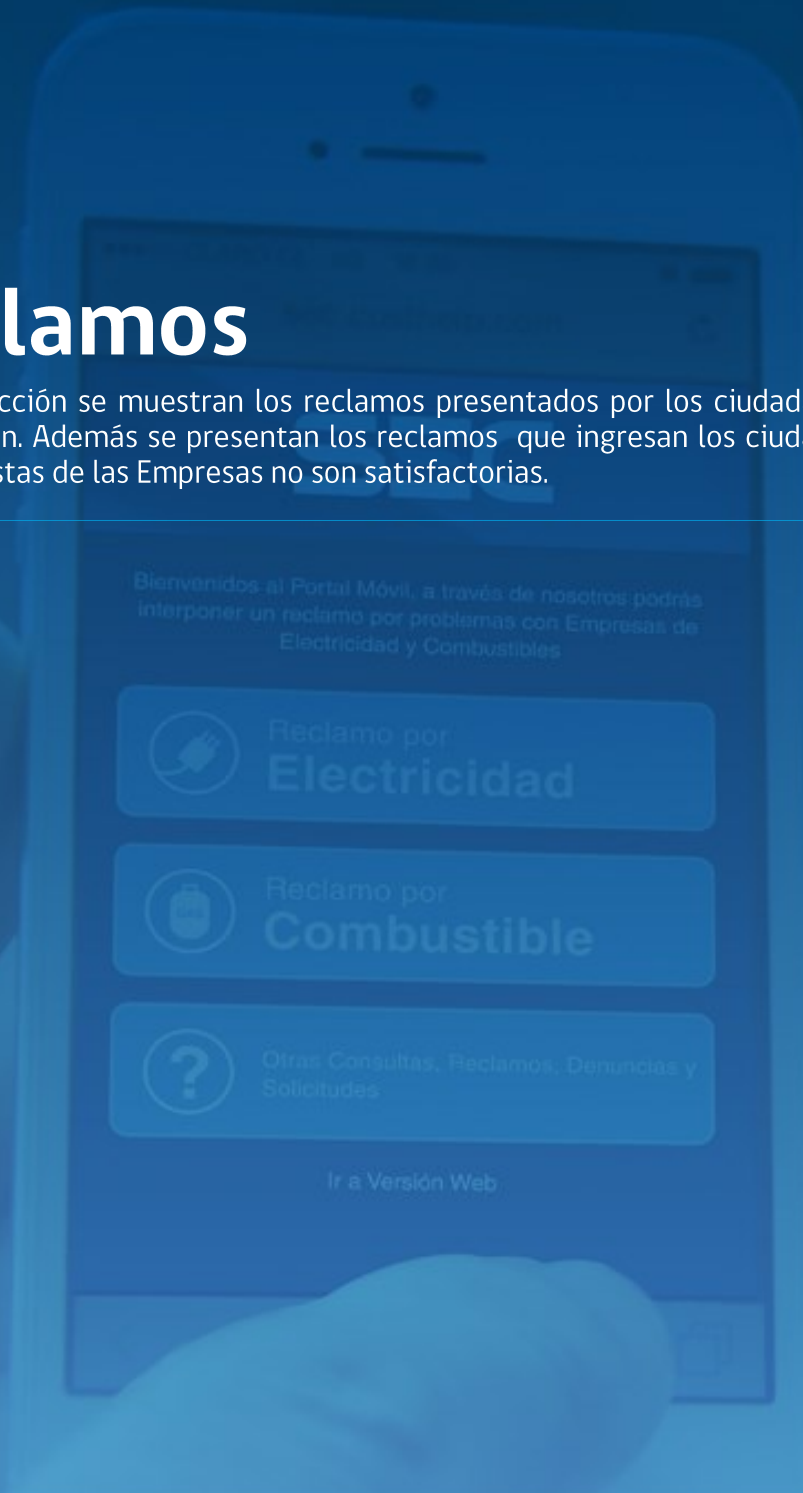 lamos
cción se muestran los reclamos presentados por los ciudad
n. Además se presentan los reclamos que ingresan los ciud
stas de las Empresas no son satisfactorias.
SEC
Bienvenidos al Portal Móvil, a través de nosotros podrás
interponer un reclamo por problemas con Empresas de
Electricidad y Combustibles
Reclamo por
Electricidad
Reclamo por
Combustible
?
Otras Consultas, Reclamos, Denuncias y
Solicitudes
Ir a Versión Web